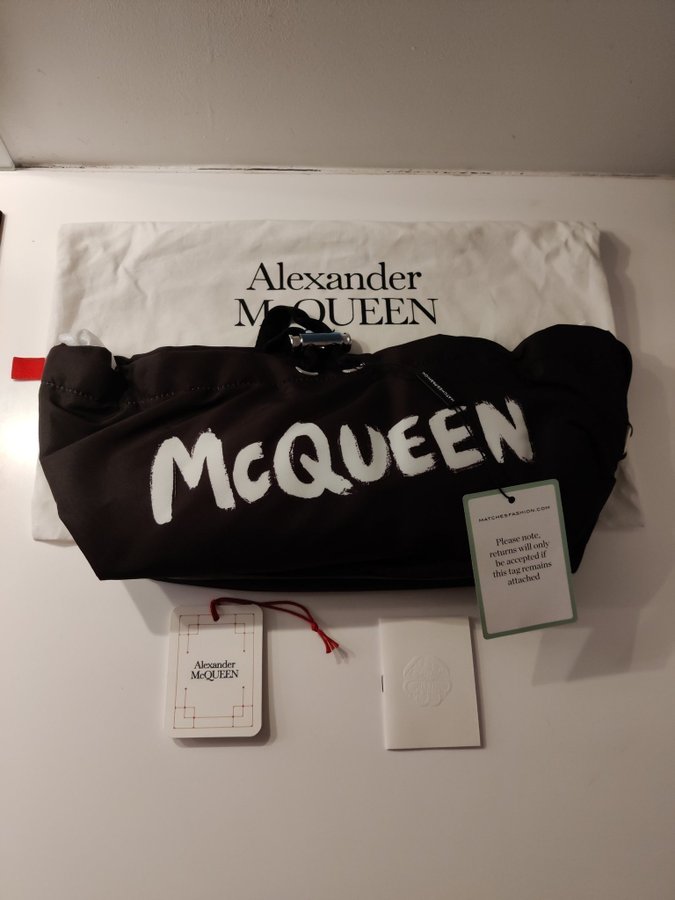 Alexander
McQUEEN
McQUEEN
MATCHESFASHION.COM
Please note,
returns will only
be accepted if
this tag remains
attached
Alexander
McQUEEN